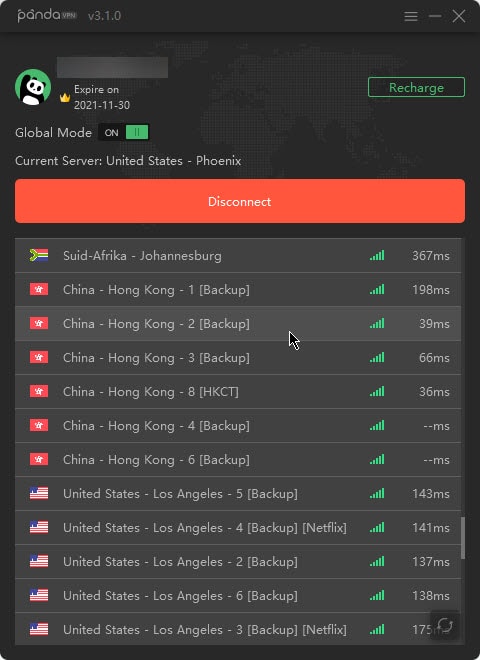 panda VPN v3.1.0
Expire on
2021-11-30
Recharge
Global Mode ON
Current Server: United States - Phoenix
Disconnect
Suid-Afrika - Johannesburg 367ms
China - Hong Kong - 1 [Backup] 198ms
China - Hong Kong - 2 [Backup] 39ms
China - Hong Kong - 3 [Backup] 66ms
China - Hong Kong - 8 [HKCT] 36ms
China - Hong Kong - 4 [Backup] --ms
China - Hong Kong - 6 [Backup] --ms
United States - Los Angeles - 5 [Backup] 143ms
United States - Los Angeles - 4 [Backup] [Netflix] 141ms
United States - Los Angeles - 2 [Backup] 137ms
United States - Los Angeles - 6 [Backup] 138ms
United States - Los Angeles - 3 [Backup] [Netflix] 175ms